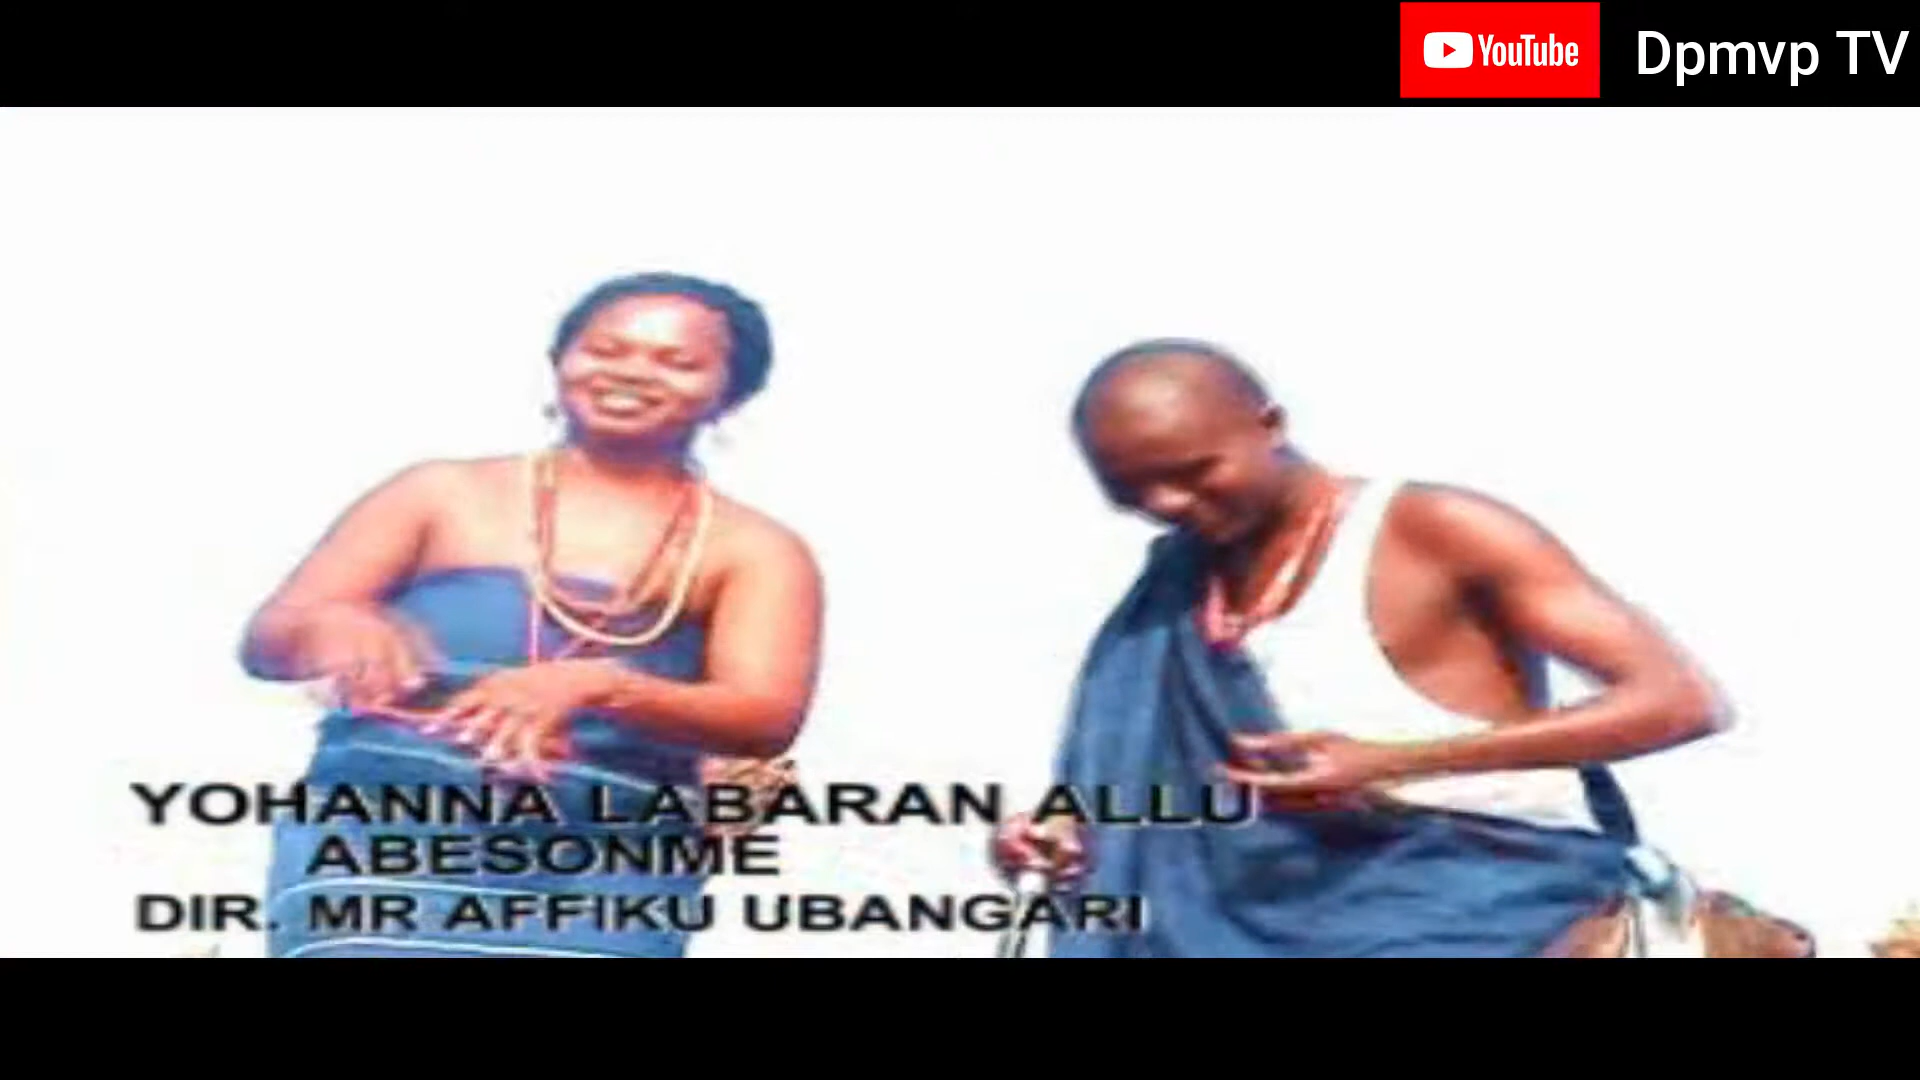 YouTube Dpmvp TV
YOHANNA LABARAN ALLU
ABESONME
DIR. MR AFFIKU UBANGARI